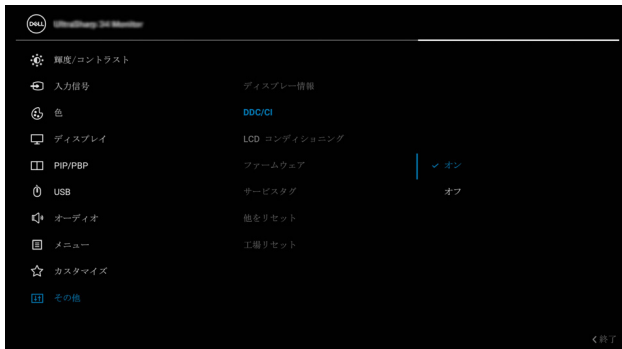 DELL
UltraSharp 34 Monitor
輝度/コントラスト
入力信号
色
ディスプレイ
PIP/PBP
USB
オーディオ
メニュー
カスタマイズ
その他
ディスプレー情報
DDC/CI
LCD コンディショニング
ファームウェア
サービスタグ
他をリセット
工場リセット
オン
オフ
終了